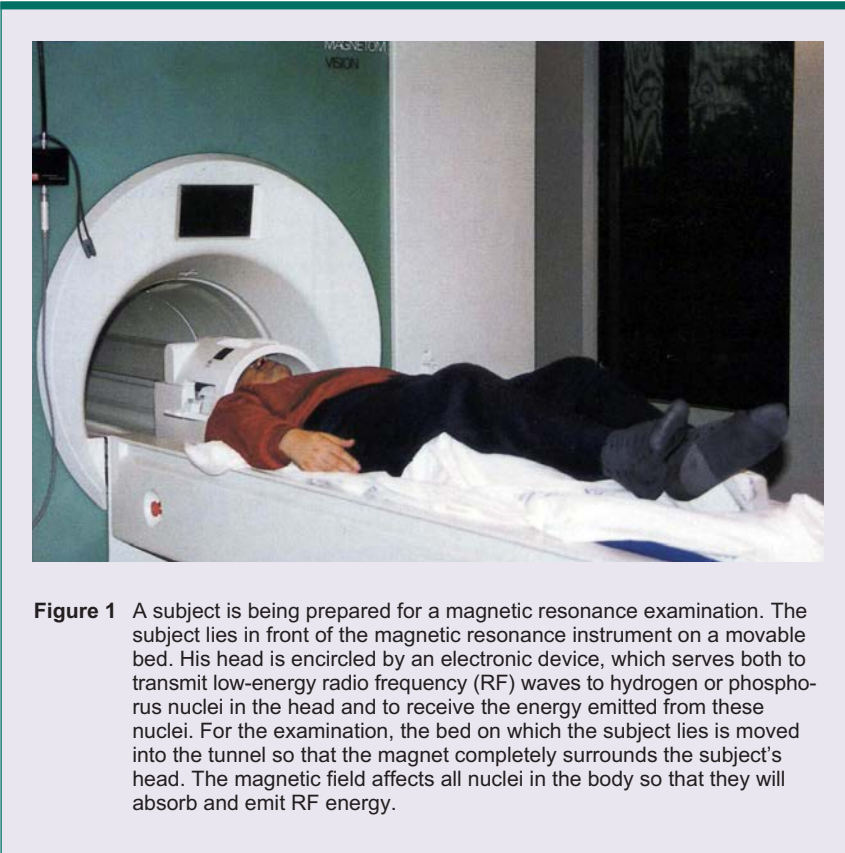 MAGNETOM
VISION
Figure 1 A subject is being prepared for a magnetic resonance examination. The
subject lies in front of the magnetic resonance instrument on a movable
bed. His head is encircled by an electronic device, which serves both to
transmit low-energy radio frequency (RF) waves to hydrogen or phospho-
rus nuclei in the head and to receive the energy emitted from these
nuclei. For the examination, the bed on which the subject lies is moved
into the tunnel so that the magnet completely surrounds the subject's
head. The magnetic field affects all nuclei in the body so that they will
absorb and emit RF energy.